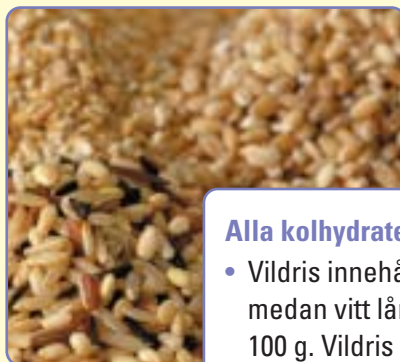 Alla kolhydrate
• Vildris innehå
medan vitt lån
100 g. Vildris